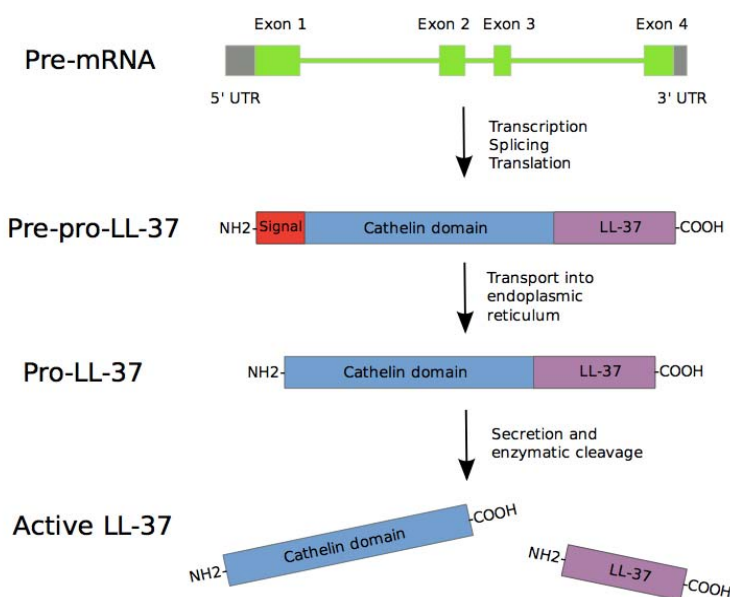 Exon 1 Exon 2 Exon 3 Exon 4
Pre-mRNA
5' UTR 3' UTR
Transcription
Splicing
Translation
Pre-pro-LL-37
NH2- Signal Cathelin domain LL-37 -COOH
Transport into
endoplasmic
reticulum
Pro-LL-37
NH2- Cathelin domain LL-37 -COOH
Secretion and
enzymatic cleavage
Active LL-37
NH2- Cathelin domain -COOH
NH2- LL-37 -COOH